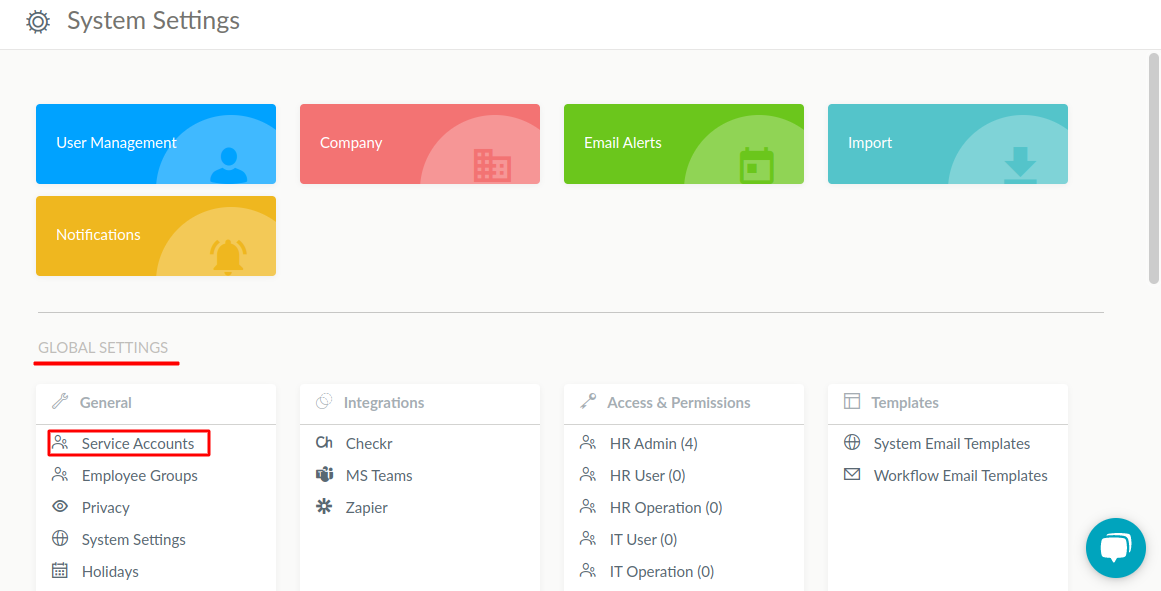 System Settings
User Management
Company
Email Alerts
Import
Notifications
GLOBAL SETTINGS
General
Service Accounts
Employee Groups
Privacy
System Settings
Holidays
Integrations
Ch Checkr
MS Teams
Zapier
Access & Permissions
HR Admin (4)
HR User (0)
HR Operation (0)
IT User (0)
IT Operation (0)
Templates
System Email Templates
Workflow Email Templates